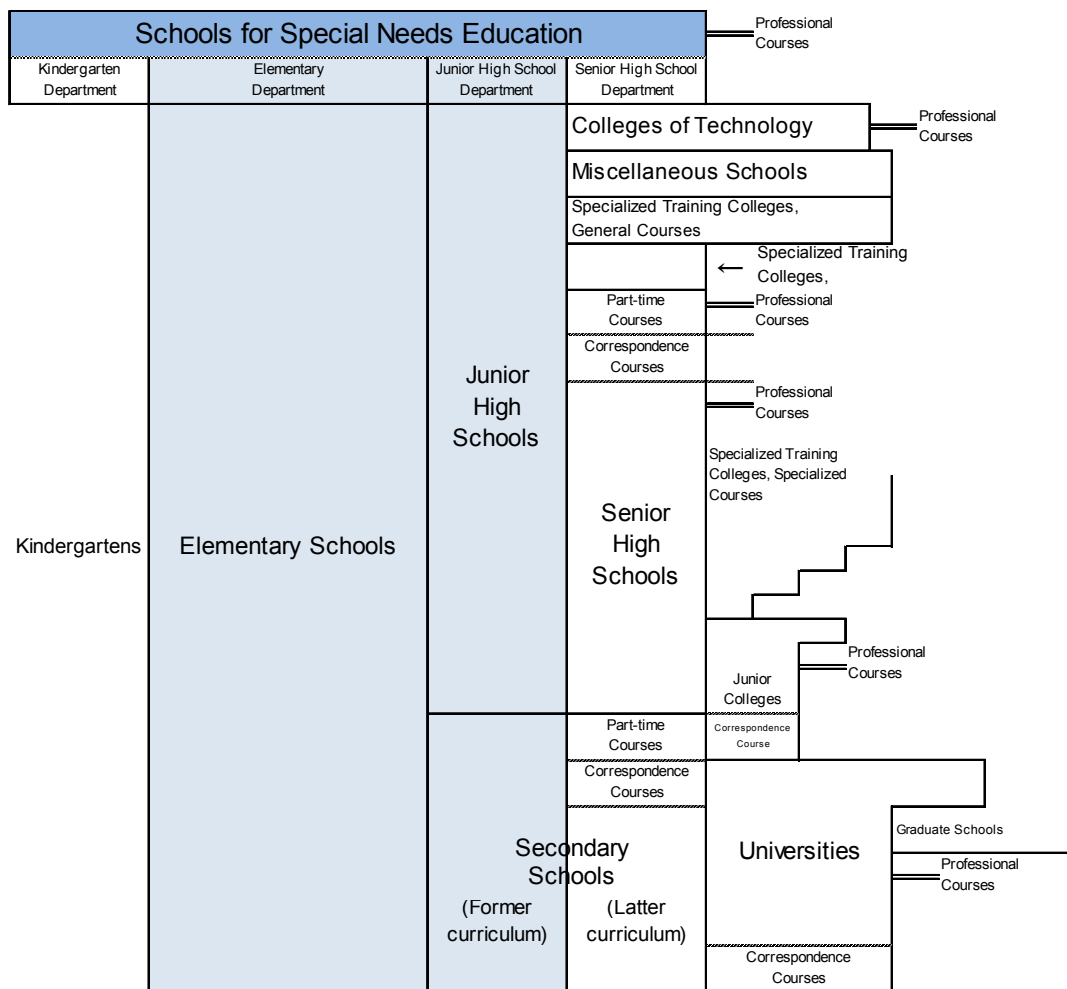 Schools for Special Needs Education
Professional
Courses
Kindergarten
Department
Elementary
Department
Junior High School
Department
Senior High School
Department
Colleges of Technology
Professional
Courses
Miscellaneous Schools
Specialized Training Colleges,
General Courses
← Specialized Training
Colleges,
Part-time
Courses
Professional
Courses
Correspondence
Courses
Junior
High
Schools
Professional
Courses
Specialized Training
Colleges, Specialized
Courses
Kindergartens
Elementary Schools
Senior
High
Schools
Junior
Colleges
Professional
Courses
Part-time
Courses
Correspondence
Course
Correspondence
Courses
Secondary
Schools
(Former
curriculum)
(Latter
curriculum)
Universities
Graduate Schools
Professional
Courses
Correspondence
Courses